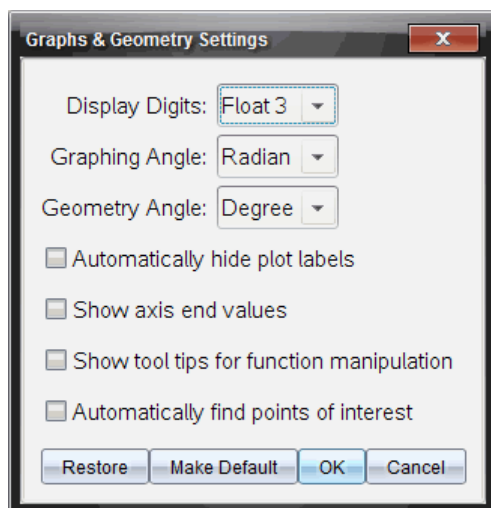 Graphs & Geometry Settings
Display Digits: Float 3
Graphing Angle: Radian
Geometry Angle: Degree
Automatically hide plot labels
Show axis end values
Show tool tips for function manipulation
Automatically find points of interest
Restore Make Default OK Cancel